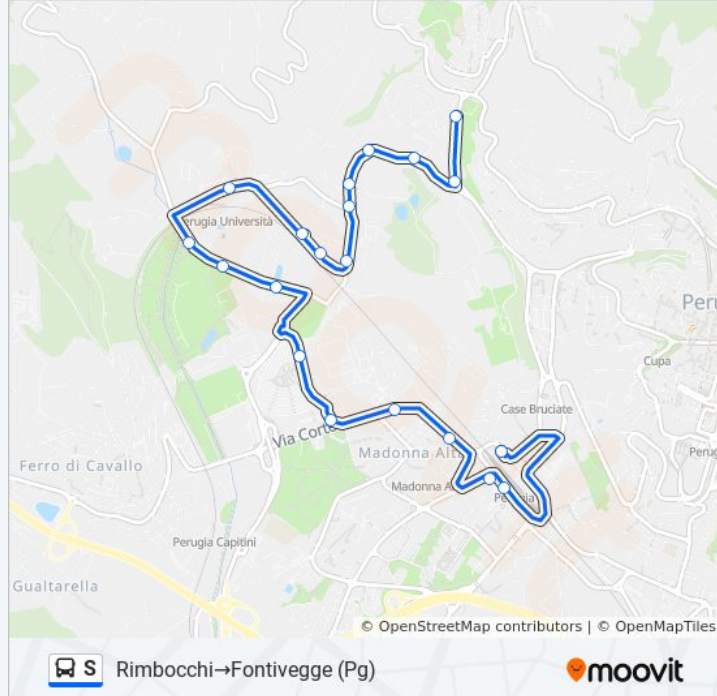 Perugia Università
Peru
Cupa
Case Bruciate
Via Corto
Madonna Alta
Ferro di Cavallo
Madonna A
Perugia
Perug
Perugia Capitini
Gualtarella
© OpenStreetMap contributors | © OpenMapTiles
S Rimbocchi→Fontivegge (Pg)
moovit